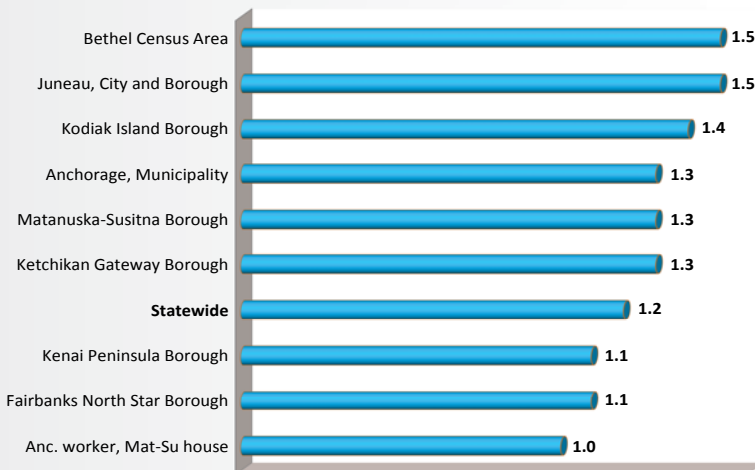 Bethel Census Area 1.5
Juneau, City and Borough 1.5
Kodiak Island Borough 1.4
Anchorage, Municipality 1.3
Matanuska-Susitna Borough 1.3
Ketchikan Gateway Borough 1.3
Statewide 1.2
Kenai Peninsula Borough 1.1
Fairbanks North Star Borough 1.1
Anc. worker, Mat-Su house 1.0